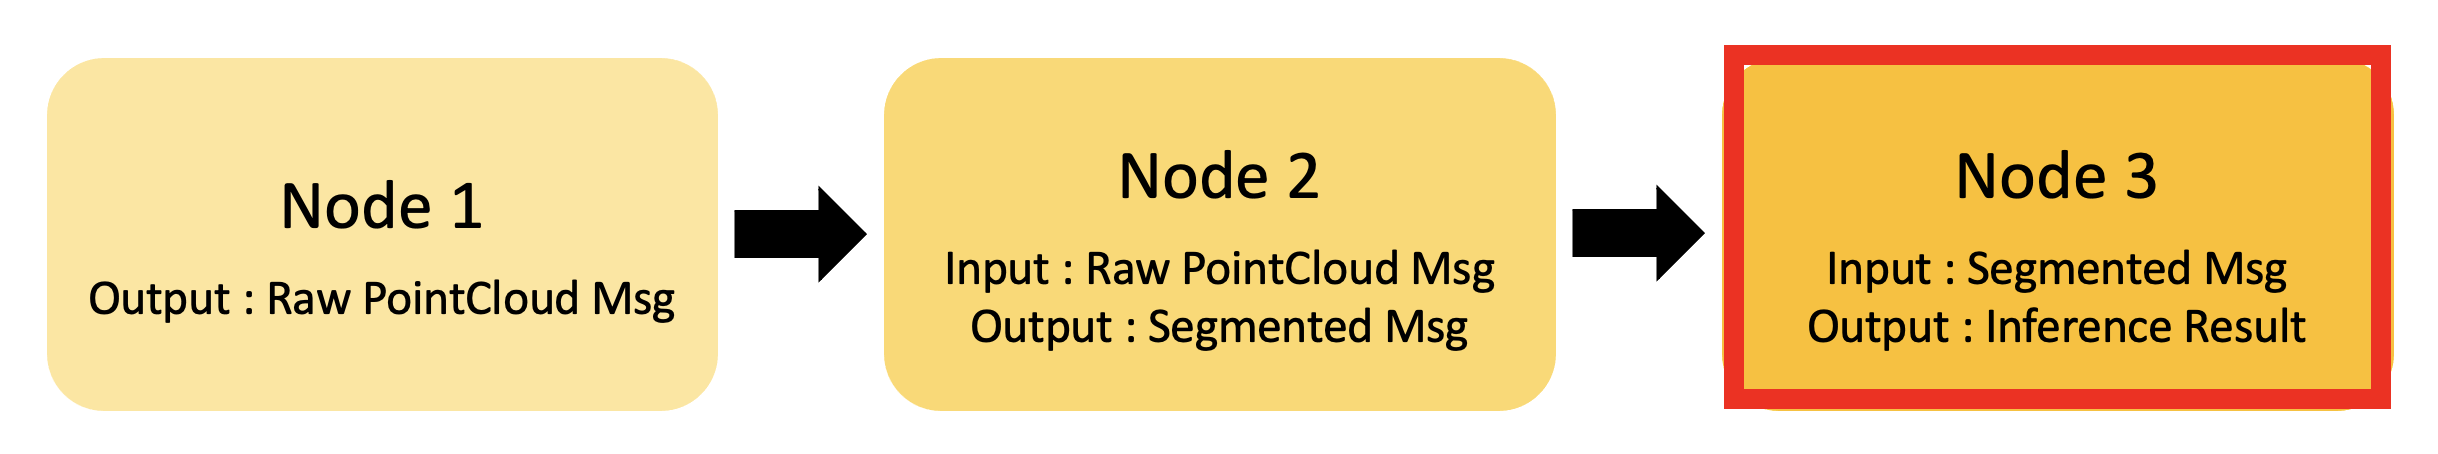 Node 1
Output : Raw PointCloud Msg
Node 2
Input : Raw PointCloud Msg
Output : Segmented Msg
Node 3
Input : Segmented Msg
Output : Inference Result